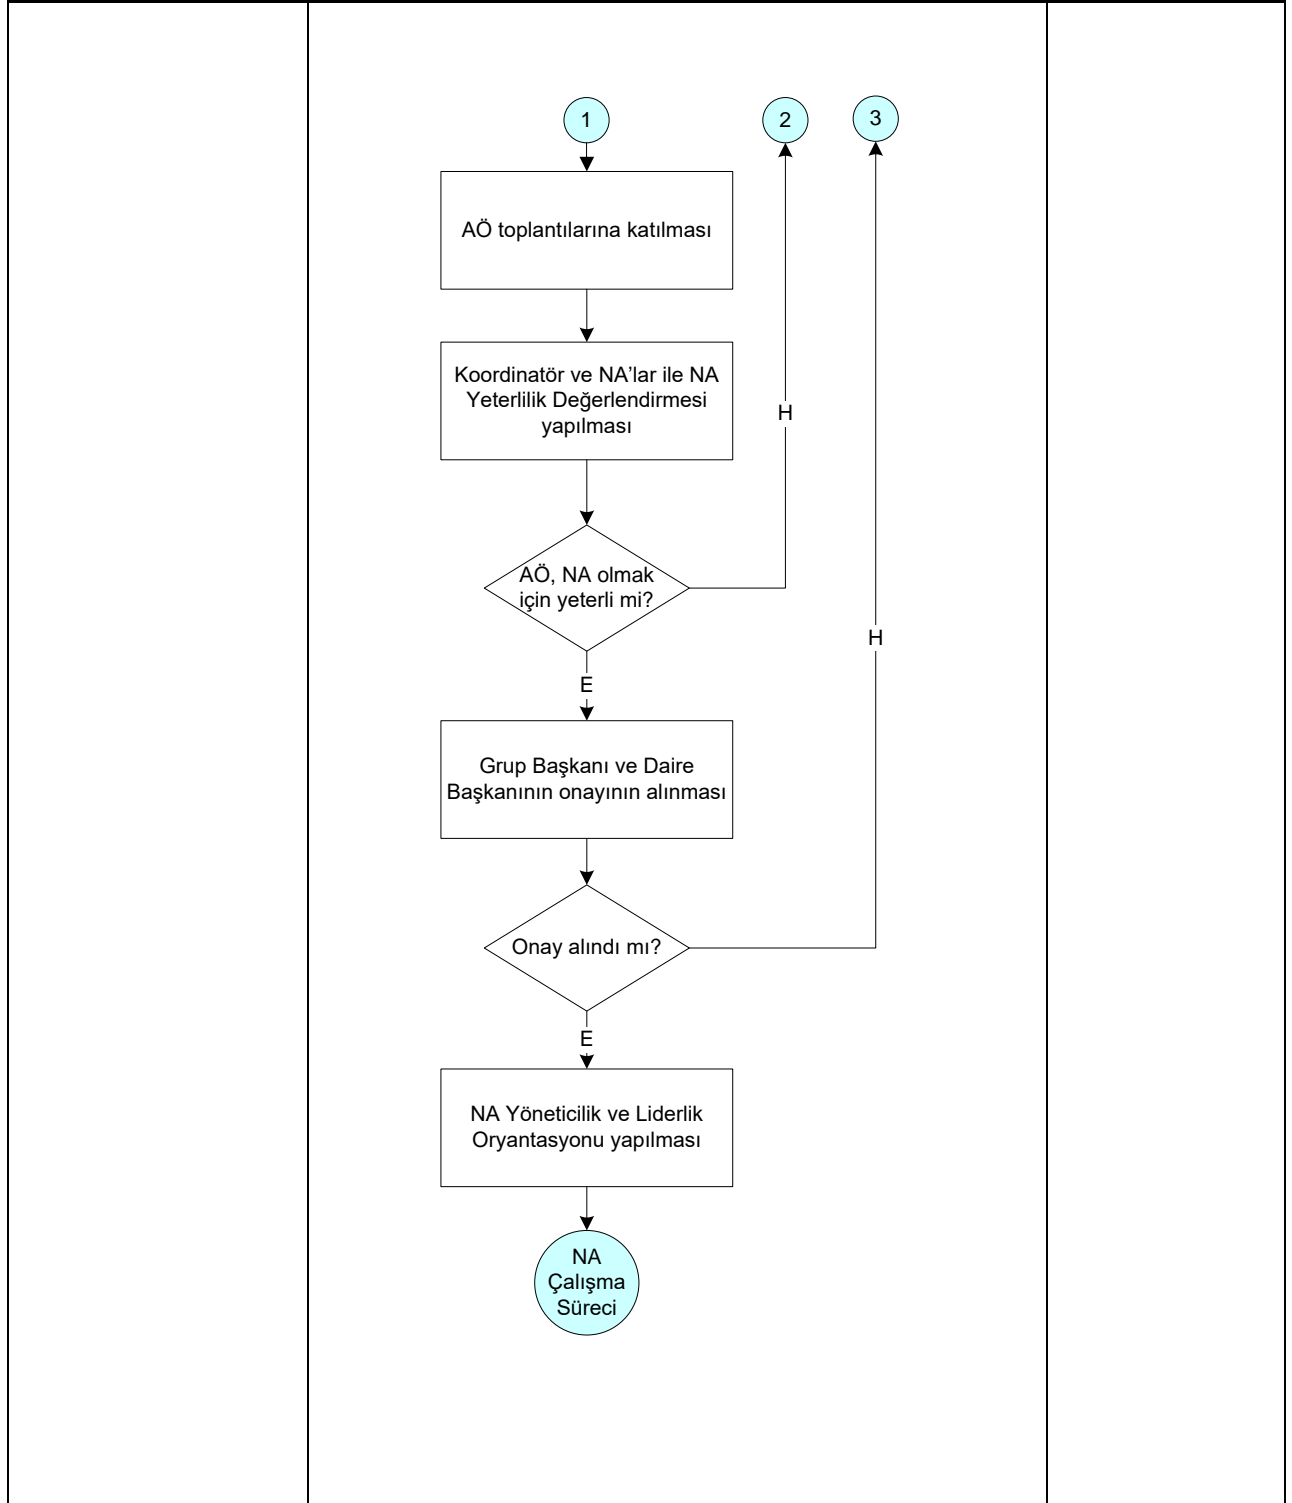 1
2
3
AÖ toplantılarına katılması
Koordinatör ve NA’lar ile NA
Yeterlilik Değerlendirmesi
yapılması
H
AÖ, NA olmak
için yeterli mi?
H
E
Grup Başkanı ve Daire
Başkanının onayının alınması
Onay alındı mı?
E
NA Yöneticilik ve Liderlik
Oryantasyonu yapılması
NA
Çalışma
Süreci